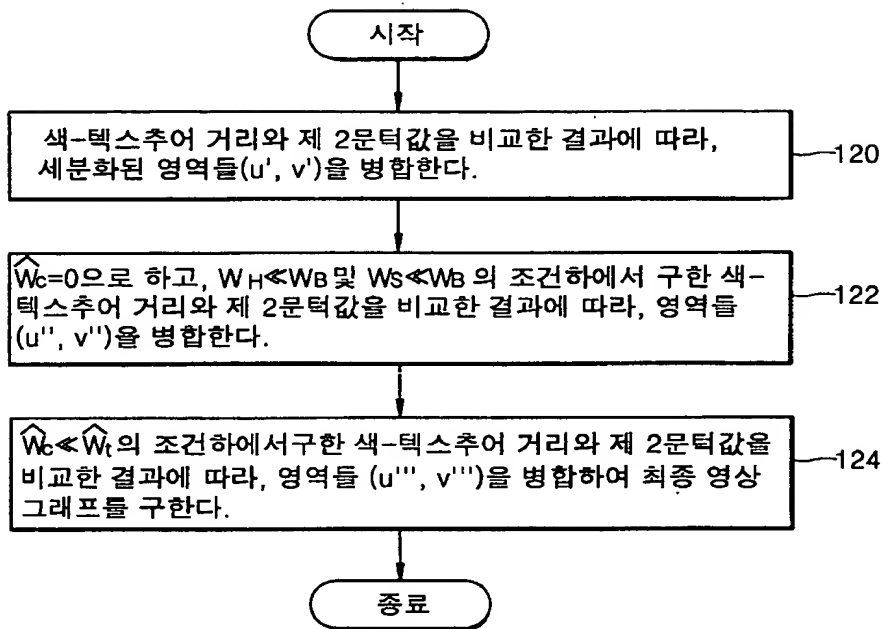 시작
색-텍스추어 거리와 제 2문턱값을 비교한 결과에 따라,
세분화된 영역들(u', v')을 병합한다.
120
Ŵc=0으로 하고, WH≪WB 및 WS≪WB 의 조건하에서 구한 색-
텍스추어 거리와 제 2문턱값을 비교한 결과에 따라, 영역들
(u'', v'')을 병합한다.
122
Ŵc≪Ŵt의 조건하에서구한 색-텍스추어 거리와 제 2문턱값을
비교한 결과에 따라, 영역들 (u''', v''')을 병합하여 최종 영상
그래프를 구한다.
124
종료